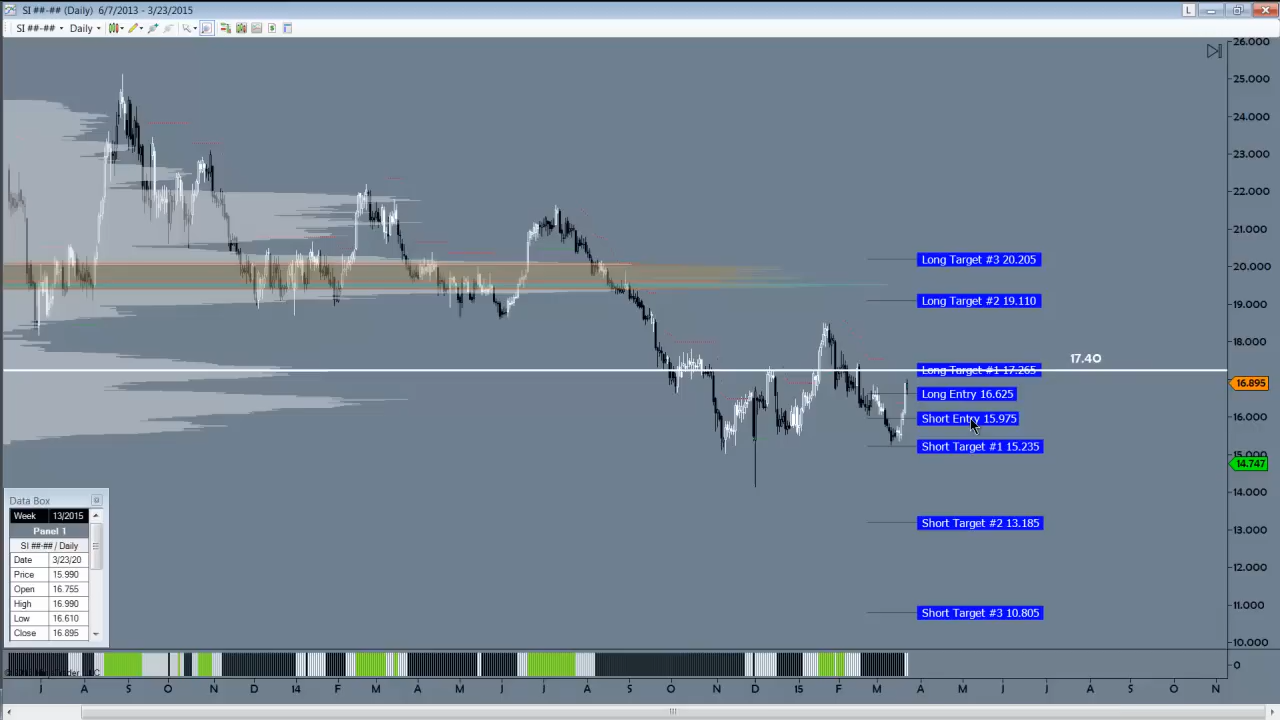 SI ##-## (Daily) 6/7/2013 - 3/23/2015
L
SI ##-## Daily
26.000
25.000
24.000
23.000
22.000
21.000
20.000
19.000
18.000
16.895
16.000
15.000
14.747
14.000
13.000
12.000
11.000
10.000
0
Long Target #3 20.205
Long Target #2 19.110
17.40
Long Target #1 17.265
Long Entry 16.625
Short Entry 15.975
Short Target #1 15.235
Short Target #2 13.185
Short Target #3 10.805
Data Box
Week 13/2015
Panel 1
SI ##-## / Daily
Date 3/23/20
Price 15.990
Open 16.755
High 16.990
Low 16.610
Close 16.895
J A S O N D 14 F M A M J J A S O N D 15 F M A M J J A S O N